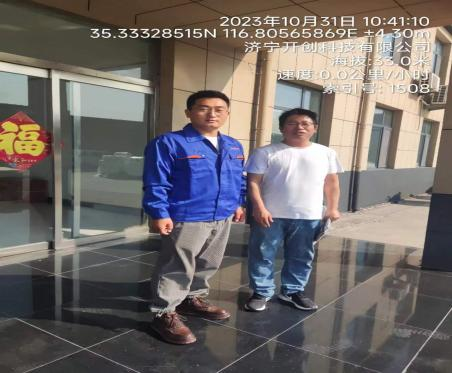 2023年10月31日 10:41:10
35.33328515N 116.80565869E ±4.30m
济宁开创科技有限公司
海拔:33.0米
速度:0.0公里/小时
索引号: 1508
福